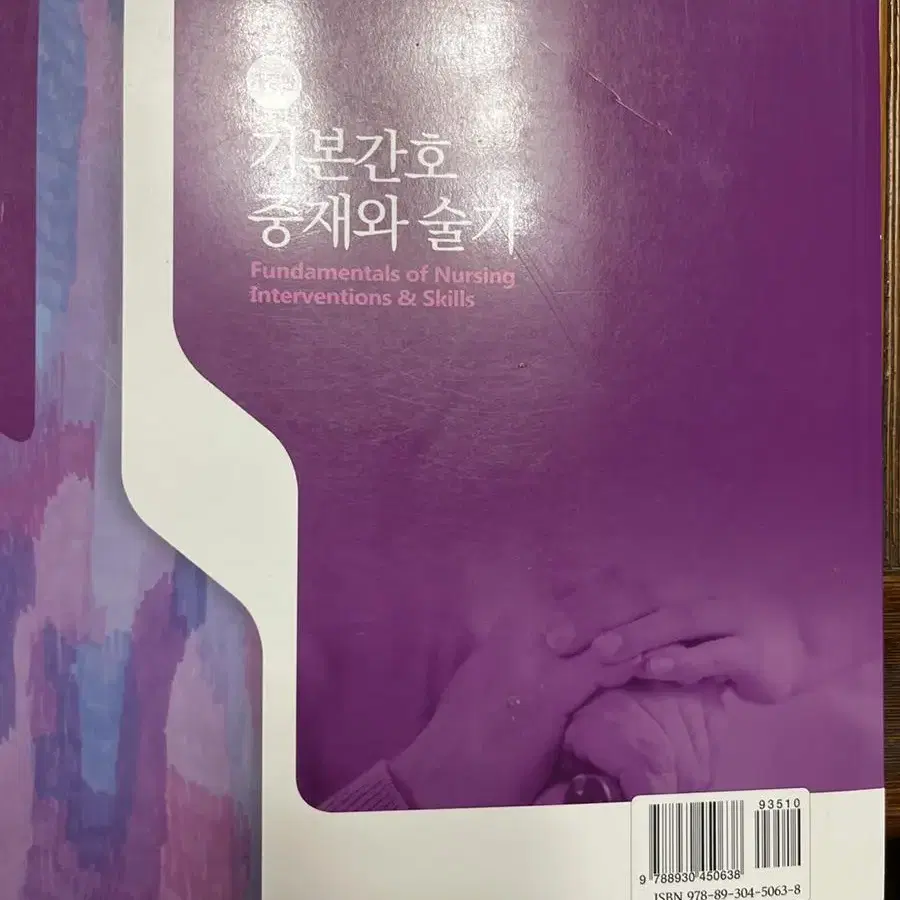 기본간호
중재와 술기
Fundamentals of Nursing
Interventions & Skills
93510
9 788930 450638
ISBN 978-89-304-5063-8